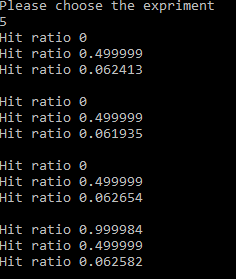 Please choose the expriment
5
Hit ratio 0
Hit ratio 0.499999
Hit ratio 0.062413
Hit ratio 0
Hit ratio 0.499999
Hit ratio 0.061935
Hit ratio 0
Hit ratio 0.499999
Hit ratio 0.062654
Hit ratio 0.999984
Hit ratio 0.499999
Hit ratio 0.062582